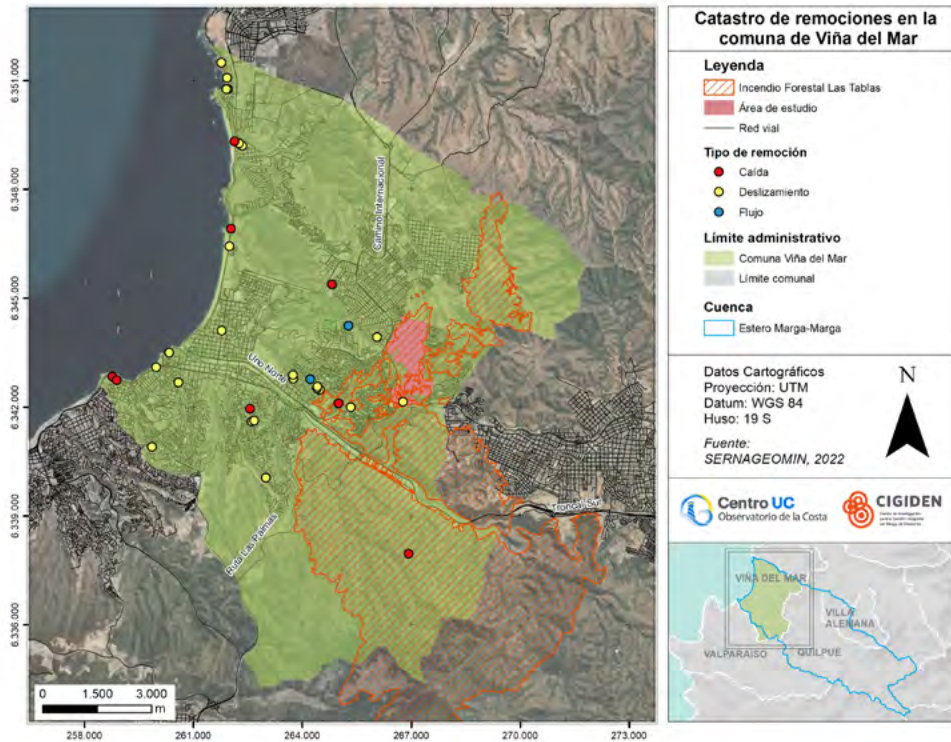 Catastro de remociones en la
comuna de Viña del Mar
Leyenda
Incendio Forestal Las Tablas
Área de estudio
Red vial
Tipo de remoción
Caída
Deslizamiento
Flujo
Límite administrativo
Comuna Viña del Mar
Límite comunal
Cuenca
Estero Marga-Marga
Datos Cartográficos
Proyección: UTM
Datum: WGS 84
Huso: 19 S
Fuente:
SERNAGEOMIN, 2022
N
Centro UC
Observatorio de la Costa
CIGIDEN
VIÑA DEL MAR
VILLA
ALEMANA
VALPARAÍSO
QUILPUE
6.351.000
6.348.000
6.345.000
6.342.000
6.339.000
6.336.000
Camino Internacional
Uno Norte
Troncal Sur
Ruta Las Palmas
0 1.500 3.000
m
258.000 261.000 264.000 267.000 270.000 273.000